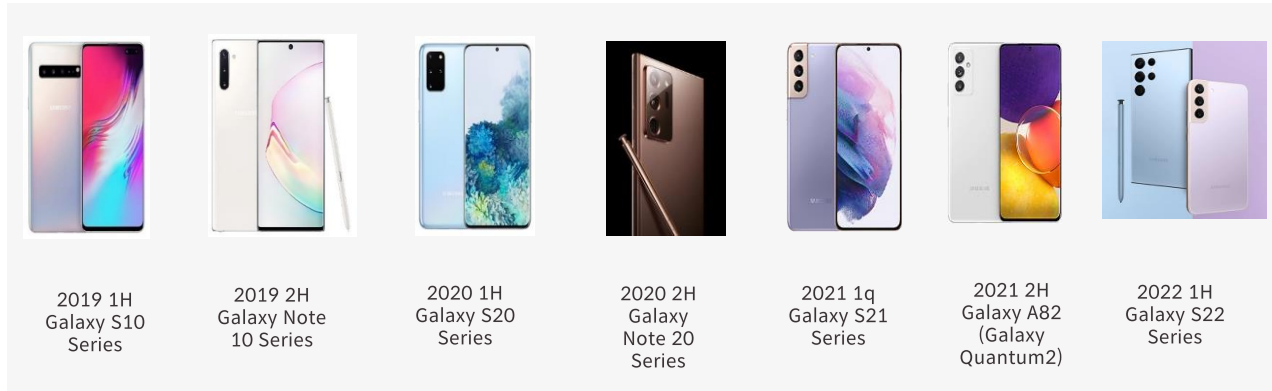 2019 1H
Galaxy S10
Series
2019 2H
Galaxy Note
10 Series
2020 1H
Galaxy S20
Series
2020 2H
Galaxy
Note 20
Series
2021 1q
Galaxy S21
Series
2021 2H
Galaxy A82
(Galaxy
Quantum2)
2022 1H
Galaxy S22
Series